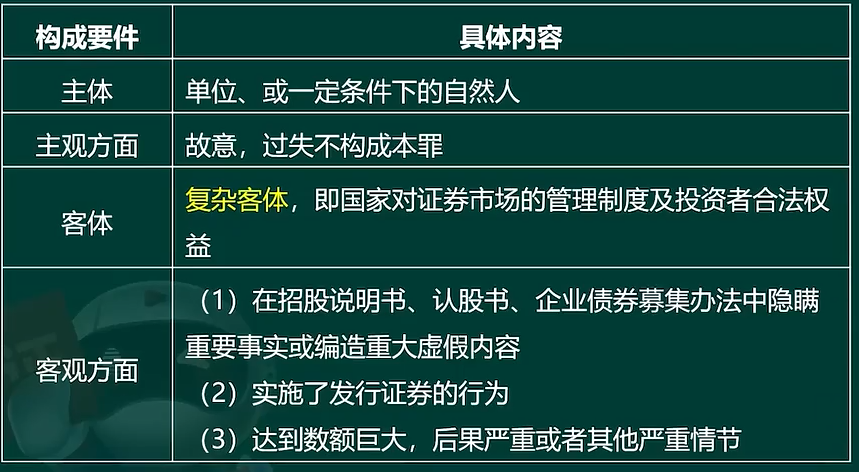 构成要件 具体内容
主体 单位、或一定条件下的自然人
主观方面 故意，过失不构成本罪
客体 复杂客体，即国家对证券市场的管理制度及投资者合法权
益
客观方面 （1）在招股说明书、认股书、企业债券募集办法中隐瞒
重要事实或编造重大虚假内容
（2）实施了发行证券的行为
（3）达到数额巨大，后果严重或者其他严重情节